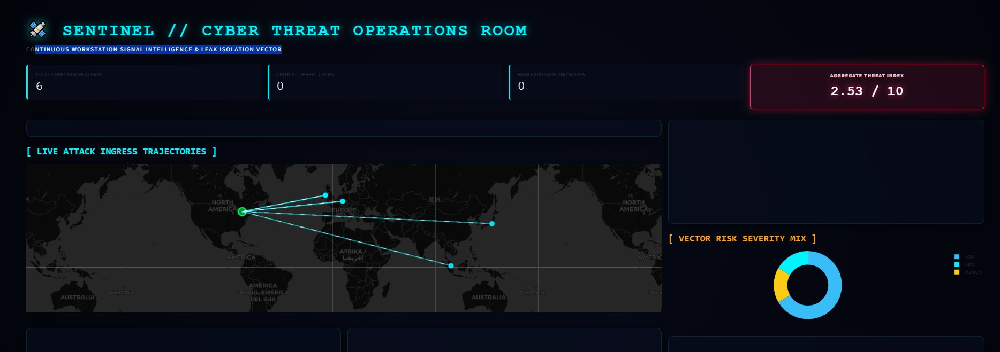 SENTINEL // CYBER THREAT OPERATIONS ROOM
CONTINUOUS WORKSTATION SIGNAL INTELLIGENCE & LEAK ISOLATION VECTOR
TOTAL COMPROMISE ALERTS
6
CRITICAL THREAT LEAKS
0
HIGH EXPOSURE ANOMALIES
0
AGGREGATE THREAT INDEX
2.53 / 10
[ LIVE ATTACK INGRESS TRAJECTORIES ]
NORTH
AMERICA
EUROPE
亚洲
NORTH
AMERICA
AFRIKA /
أفريقيا
AMERICA
AMERIC
AUSTRALIA
OCEANIA
AMÉRICA
DO SUL,AMÉRICA
DEL SUR
AUSTRALIA
OCEANIA
DO S
[ VECTOR RISK SEVERITY MIX ]
LOW
INFO
MEDIUM